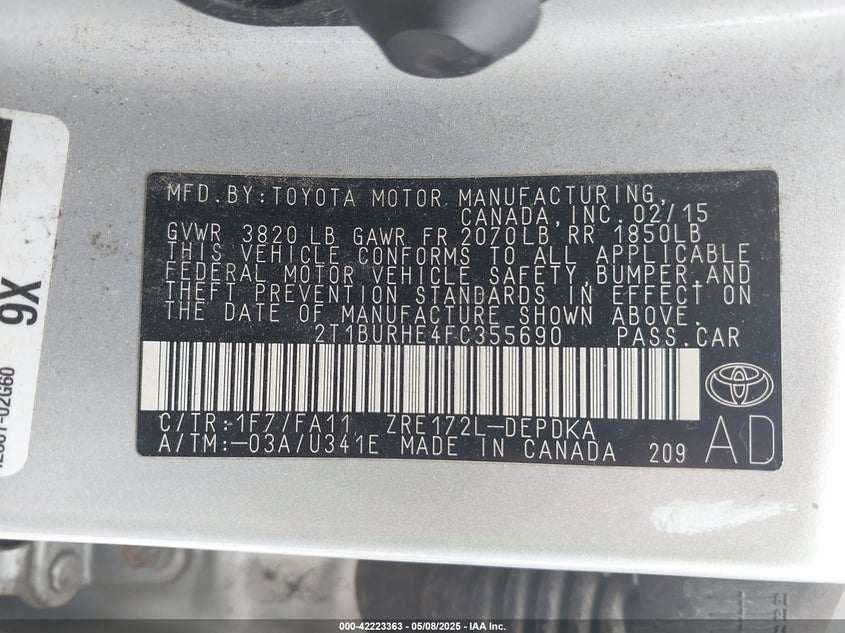 MFD.BY:TOYOTA MOTOR MANUFACTURING,
CANADA,INC.02/15
GVWR 3820LB GAWR FR 2070LB RR 1850LB
THIS VEHICLE CONFORMS TO ALL APPLICABLE
FEDERAL MOTOR VEHICLE SAFETY,BUMPER,AND
THEFT PREVENTION STANDARDS IN EFFECT ON
THE DATE OF MANUFACTURE SHOWN ABOVE.
2T1BURHE4FC355690 PASS.CAR
C/TR:1F7/FA11 ZRE172L-DEPDKA
A/TM:-03A/U341E MADE IN CANADA 209
AD
9X
-02G60
000-42223363 - 05/08/2025 - IAA Inc.